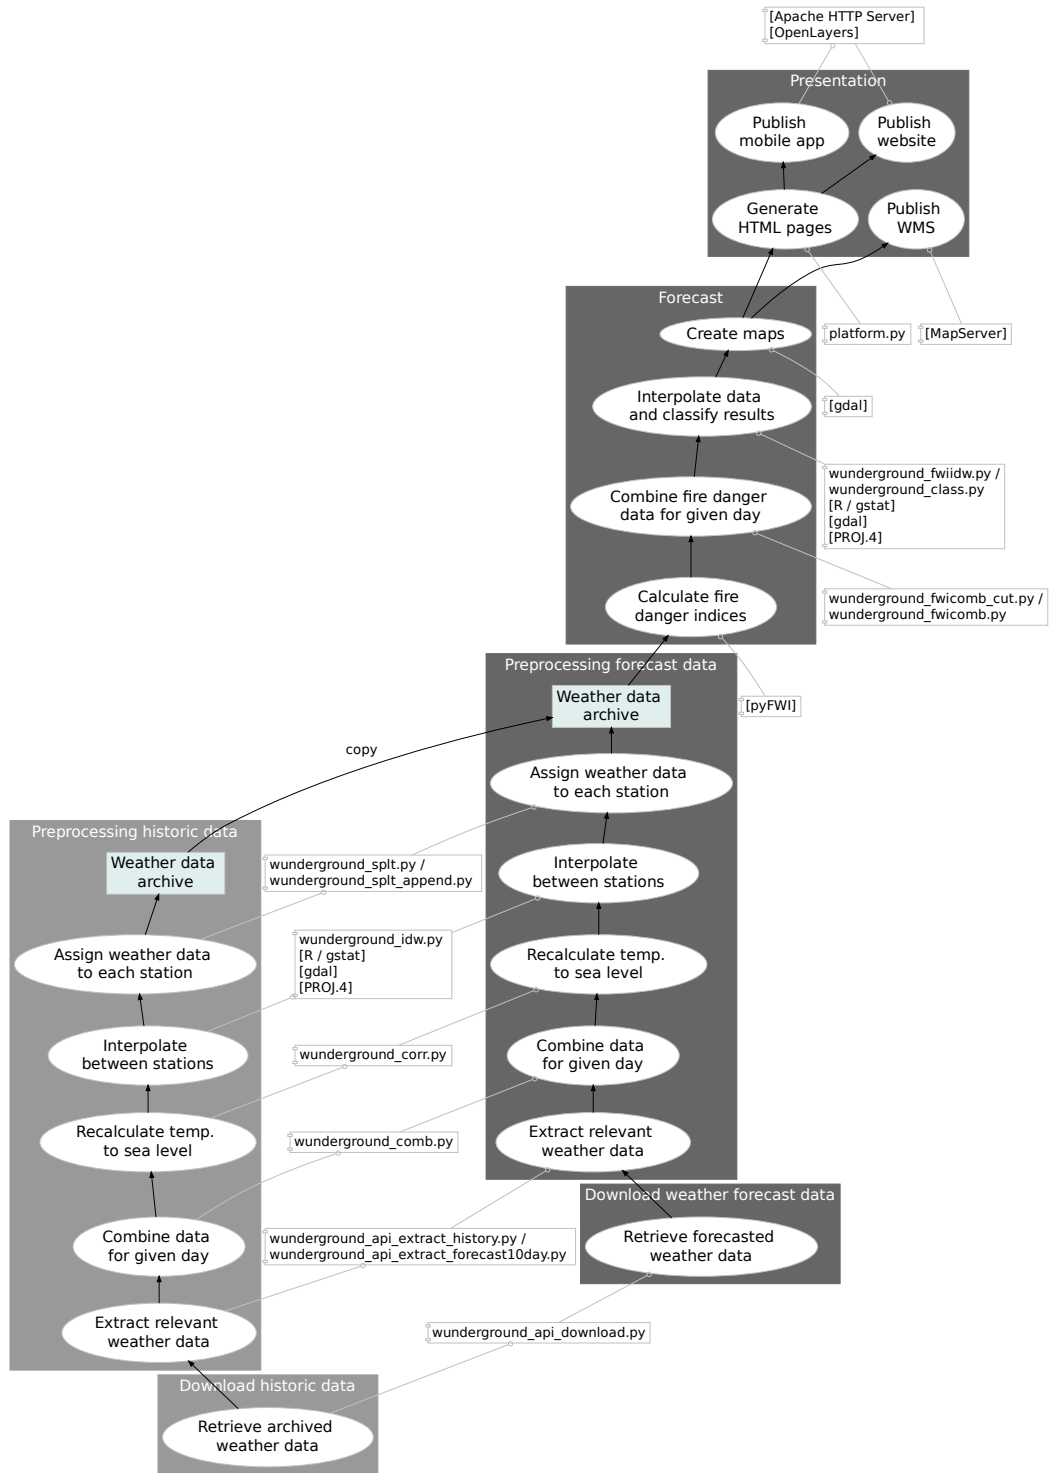 [Apache HTTP Server]
[OpenLayers]
Presentation
Publish
mobile app
Publish
website
Generate
HTML pages
Publish
WMS
Forecast
Create maps
platform.py
[MapServer]
Interpolate data
and classify results
[gdal]
wunderground_fwiidw.py /
wunderground_class.py
[R / gstat]
[gdal]
[PROJ.4]
Combine fire danger
data for given day
Calculate fire
danger indices
wunderground_fwicomb_cut.py /
wunderground_fwicomb.py
Preprocessing forecast data
Weather data
archive
[pyFWI]
copy
Assign weather data
to each station
Preprocessing historic data
Weather data
archive
wunderground_splt.py /
wunderground_splt_append.py
Interpolate
between stations
Assign weather data
to each station
wunderground_idw.py
[R / gstat]
[gdal]
[PROJ.4]
Recalculate temp.
to sea level
Interpolate
between stations
wunderground_corr.py
Combine data
for given day
Recalculate temp.
to sea level
wunderground_comb.py
Extract relevant
weather data
Download weather forecast data
Combine data
for given day
wunderground_api_extract_history.py /
wunderground_api_extract_forecast10day.py
Retrieve forecasted
weather data
Extract relevant
weather data
wunderground_api_download.py
Download historic data
Retrieve archived
weather data